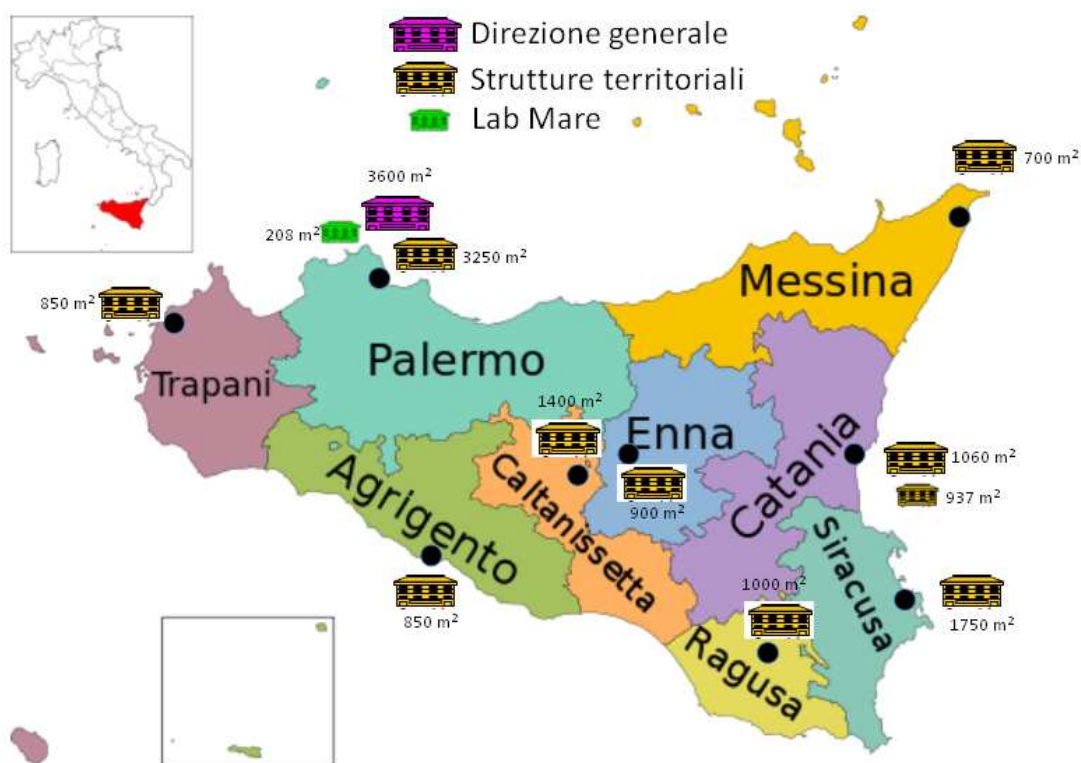 Direzione generale
Strutture territoriali
Lab Mare
700 m²
3600 m²
208 m²
3250 m²
850 m²
Messina
Palermo
Trapani
1400 m²
Enna
Catania
1060 m²
937 m²
900 m²
Agrigento
Caltanissetta
Siracusa
850 m²
1000 m²
1750 m²
Ragusa